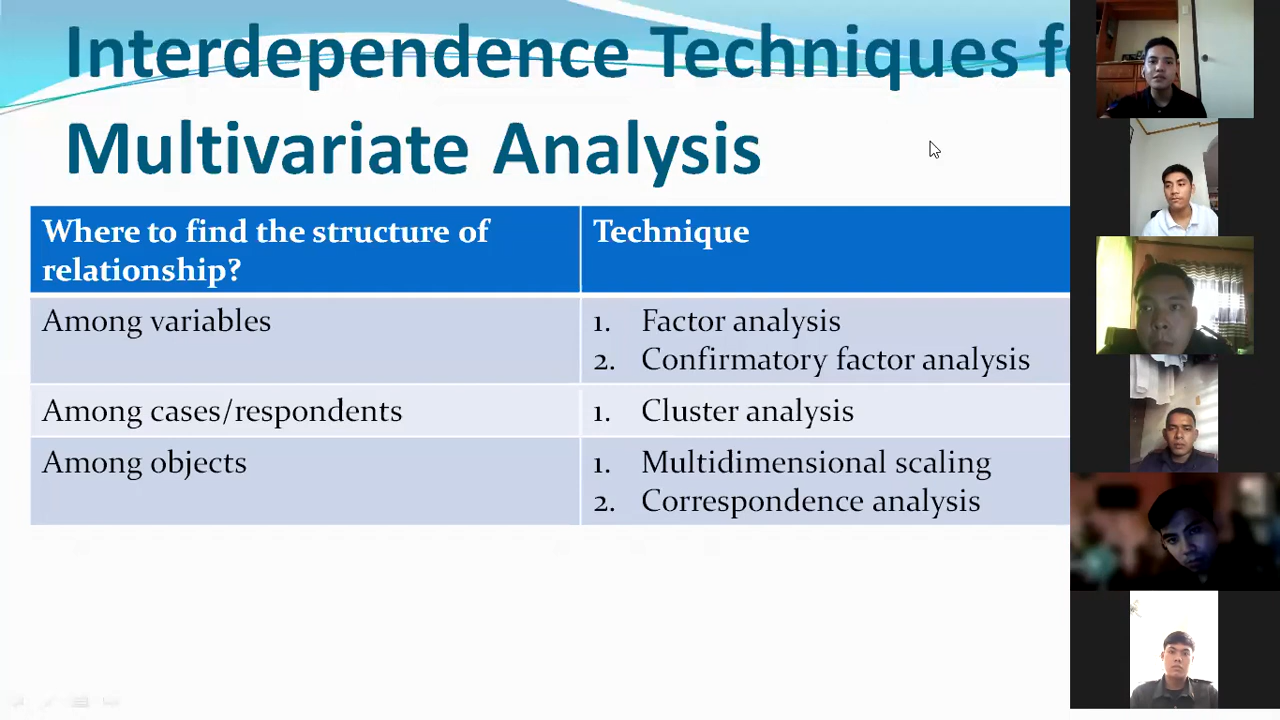 Interdependence Techniques
Multivariate Analysis
Where to find the structure of relationship?
Technique
Among variables
1. Factor analysis
2. Confirmatory factor analysis
Among cases/respondents
1. Cluster analysis
Among objects
1. Multidimensional scaling
2. Correspondence analysis